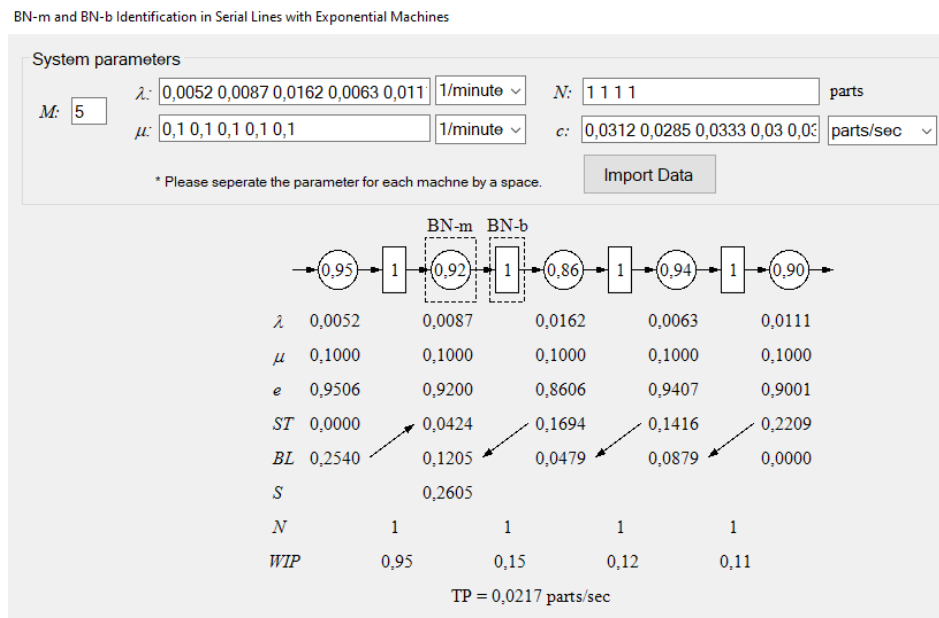 BN-m and BN-b Identification in Serial Lines with Exponential Machines
System parameters
M: 5
λ: 0,0052 0,0087 0,0162 0,0063 0,011 1/minute
N: 1 1 1 1 parts
μ: 0,1 0,1 0,1 0,1 0,1 1/minute
c: 0,0312 0,0285 0,0333 0,03 0,03 parts/sec
* Please seperate the parameter for each machne by a space.
Import Data
BN-m BN-b
0,95 1 0,92 1 0,86 1 0,94 1 0,90
λ 0,0052 0,0087 0,0162 0,0063 0,0111
μ 0,1000 0,1000 0,1000 0,1000 0,1000
e 0,9506 0,9200 0,8606 0,9407 0,9001
ST 0,0000 0,0424 0,1694 0,1416 0,2209
BL 0,2540 0,1205 0,0479 0,0879 0,0000
S 0,2605
N 1 1 1 1
WIP 0,95 0,15 0,12 0,11
TP = 0,0217 parts/sec